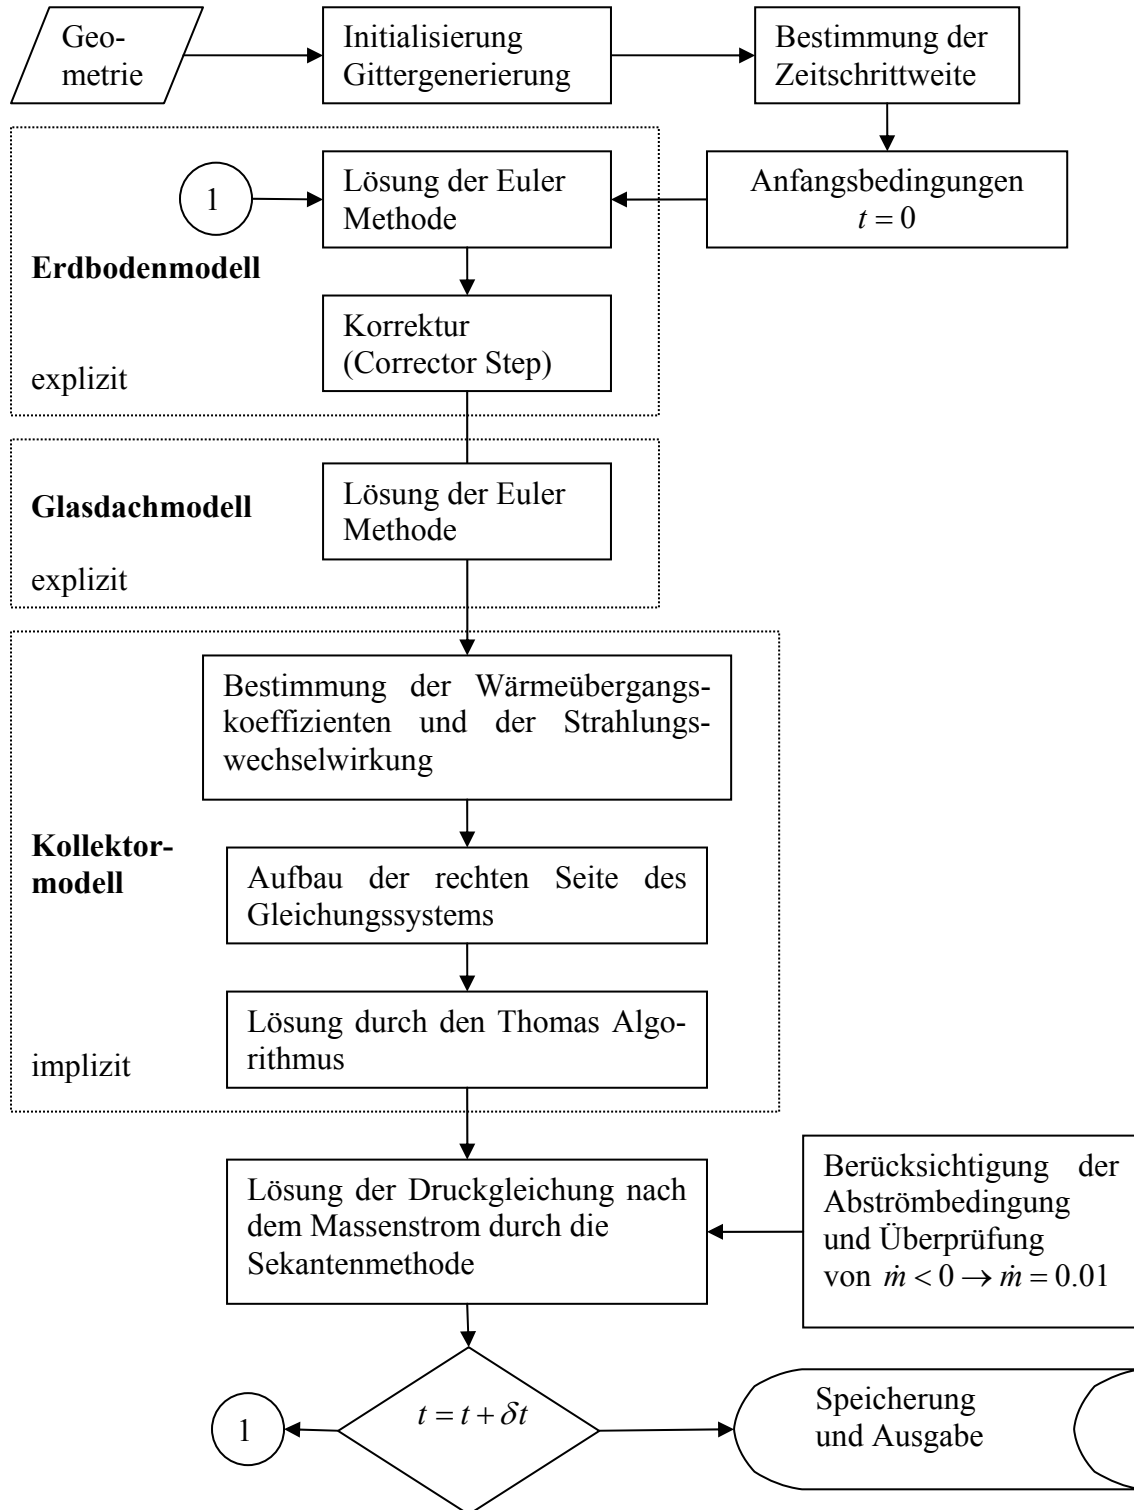 Geo-
metrie
Initialisierung
Gittergenerierung
Bestimmung der
Zeitschrittweite
Anfangsbedingungen
t = 0
1
Lösung der Euler
Methode
Erdbodenmodell
Korrektur
(Corrector Step)
explizit
Glasdachmodell
Lösung der Euler
Methode
explizit
Bestimmung der Wärmeübergangs-
koeffizienten und der Strahlungs-
wechselwirkung
Kollektor-
modell
Aufbau der rechten Seite des
Gleichungssystems
Lösung durch den Thomas Algo-
rithmus
implizit
Lösung der Druckgleichung nach
dem Massenstrom durch die
Sekantenmethode
Berücksichtigung der
Abströmbedingung
und Überprüfung
von ṁ < 0 → ṁ = 0.01
1
t = t + δt
Speicherung
und Ausgabe